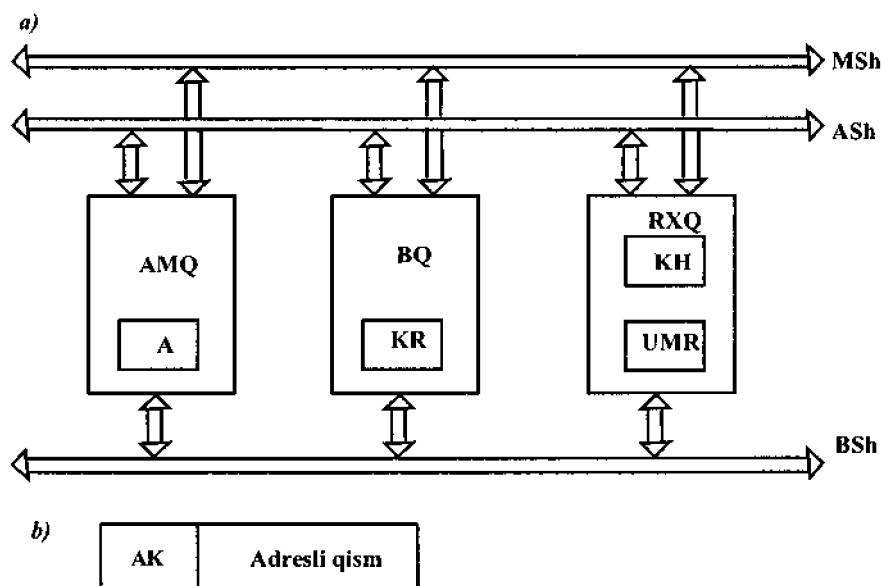 a)
MSh
ASh
AMQ
BQ
RXQ
KH
A
KR
UMR
BSh
b)
AK Adresli qism